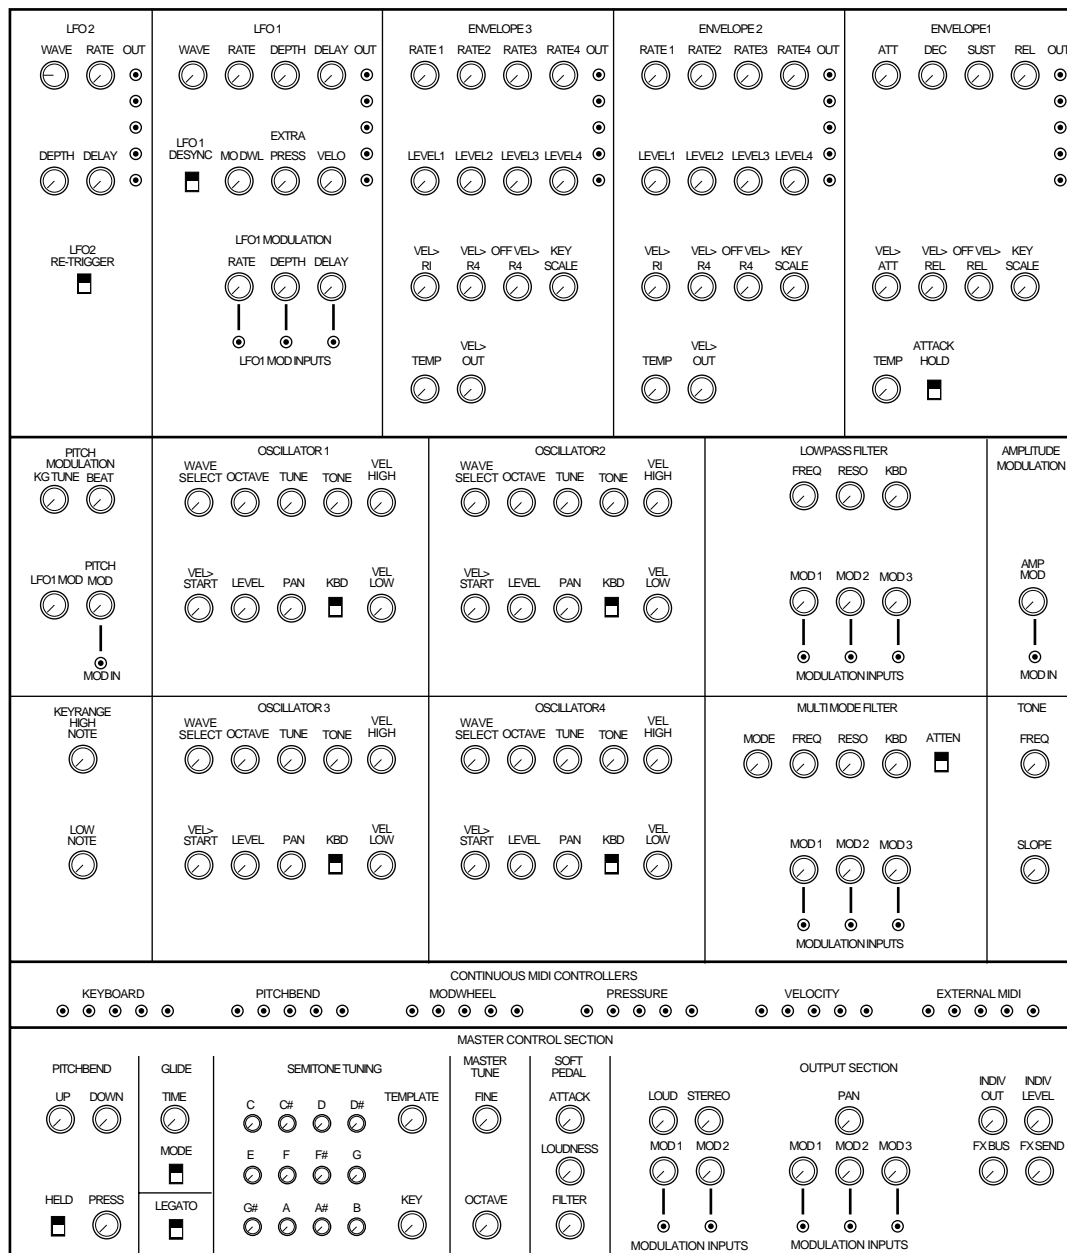 LFO 2
WAVE RATE OUT
DEPTH DELAY
LFO2
RE-TRIGGER
LFO 1
WAVE RATE DEPTH DELAY OUT
LFO 1
DESYNC
EXTRA
MODWL PRESS VELO
LFO1 MODULATION
RATE DEPTH DELAY
LFO1 MOD INPUTS
ENVELOPE 3
RATE 1 RATE2 RATE3 RATE4 OUT
LEVEL1 LEVEL2 LEVEL3 LEVEL4
VEL> VEL> OFF VEL> KEY
RI R4 R4 SCALE
VEL>
TEMP OUT
ENVELOPE 2
RATE 1 RATE2 RATE3 RATE4 OUT
LEVEL1 LEVEL2 LEVEL3 LEVEL4
VEL> VEL> OFF VEL> KEY
RI R4 R4 SCALE
VEL>
TEMP OUT
ENVELOPE1
ATT DEC SUST REL OUT
VEL> VEL> OFF VEL> KEY
ATT REL REL SCALE
ATTACK
TEMP HOLD
PITCH
MODULATION
KG TUNE BEAT
PITCH
LFO1 MOD MOD
MOD IN
OSCILLATOR 1
WAVE VEL
SELECT OCTAVE TUNE TONE HIGH
VEL> VEL
START LEVEL PAN KBD LOW
OSCILLATOR2
WAVE VEL
SELECT OCTAVE TUNE TONE HIGH
VEL> VEL
START LEVEL PAN KBD LOW
LOWPASS FILTER
FREQ RESO KBD
MOD 1 MOD 2 MOD 3
MODULATION INPUTS
AMPLITUDE
MODULATION
AMP
MOD
MOD IN
KEYRANGE
HIGH
NOTE
LOW
NOTE
OSCILLATOR 3
WAVE VEL
SELECT OCTAVE TUNE TONE HIGH
VEL> VEL
START LEVEL PAN KBD LOW
OSCILLATOR4
WAVE VEL
SELECT OCTAVE TUNE TONE HIGH
VEL> VEL
START LEVEL PAN KBD LOW
MULTI MODE FILTER
MODE FREQ RESO KBD ATTEN
MOD 1 MOD 2 MOD 3
MODULATION INPUTS
TONE
FREQ
SLOPE
CONTINUOUS MIDI CONTROLLERS
KEYBOARD PITCHBEND MODWHEEL PRESSURE VELOCITY EXTERNAL MIDI
MASTER CONTROL SECTION
PITCHBEND
UP DOWN
HELD PRESS
GLIDE
TIME
MODE
LEGATO
SEMITONE TUNING
C C# D D# TEMPLATE
E F F# G
G# A A# B KEY
MASTER
TUNE
FINE
OCTAVE
SOFT
PEDAL
ATTACK
LOUDNESS
FILTER
OUTPUT SECTION
LOUD STEREO
MOD 1 MOD 2
MODULATION INPUTS
PAN
MOD 1 MOD 2 MOD 3
MODULATION INPUTS
INDIV INDIV
OUT LEVEL
FX BUS FX SEND